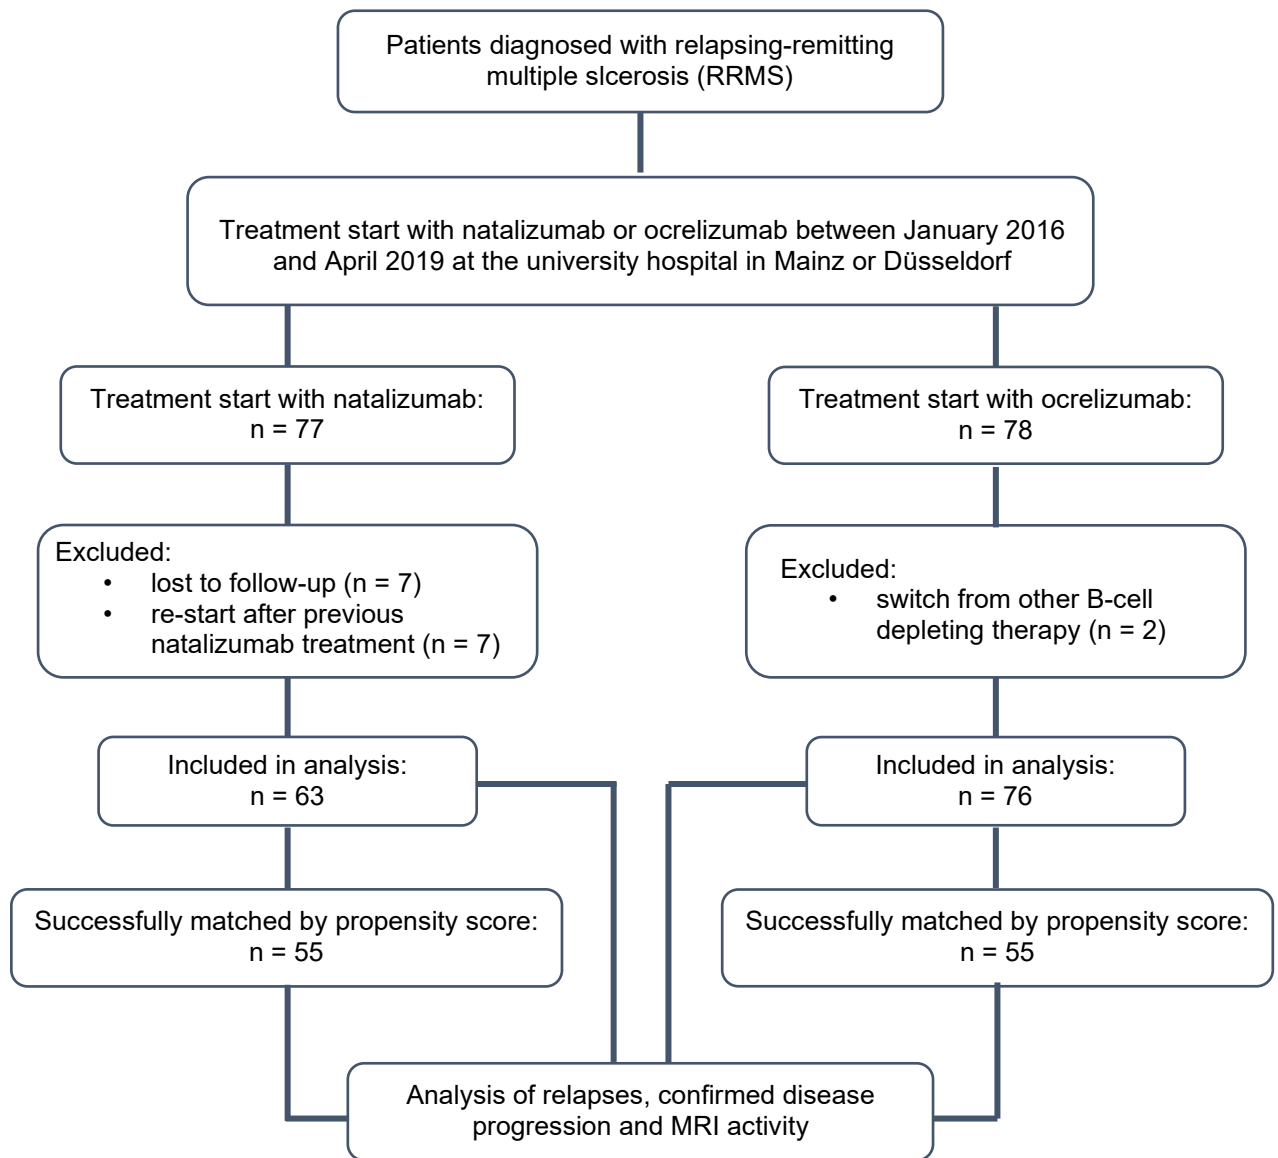 Patients diagnosed with relapsing-remitting
multiple slcerosis (RRMS)
Treatment start with natalizumab or ocrelizumab between January 2016
and April 2019 at the university hospital in Mainz or Düsseldorf
Treatment start with natalizumab:
n = 77
Treatment start with ocrelizumab:
n = 78
Excluded:
• lost to follow-up (n = 7)
• re-start after previous
natalizumab treatment (n = 7)
Excluded:
• switch from other B-cell
depleting therapy (n = 2)
Included in analysis:
n = 63
Included in analysis:
n = 76
Successfully matched by propensity score:
n = 55
Successfully matched by propensity score:
n = 55
Analysis of relapses, confirmed disease
progression and MRI activity